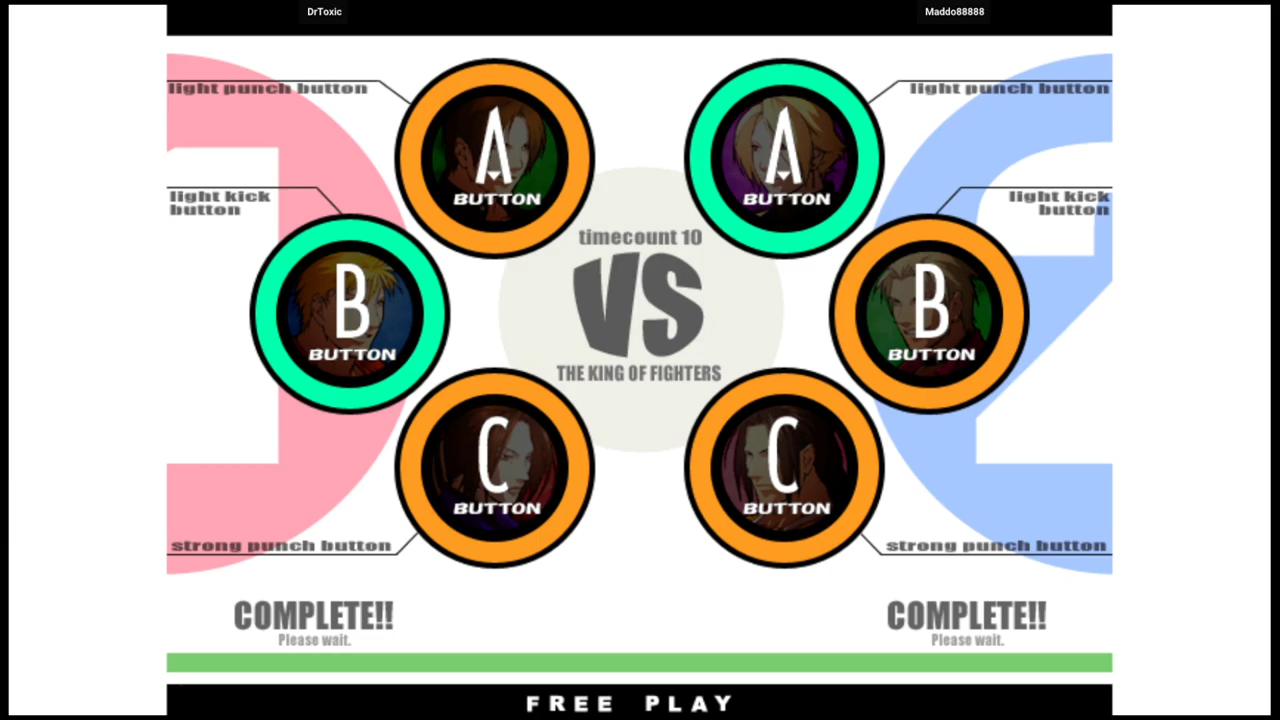 DrToxic
Maddo88888
light punch button
A
BUTTON
A
BUTTON
light punch button
light kick
button
B
BUTTON
timecount 10
VS
THE KING OF FIGHTERS
light kick
button
B
BUTTON
1
2
C
BUTTON
C
BUTTON
strong punch button
strong punch button
COMPLETE!!
Please wait.
COMPLETE!!
Please wait.
FREE PLAY